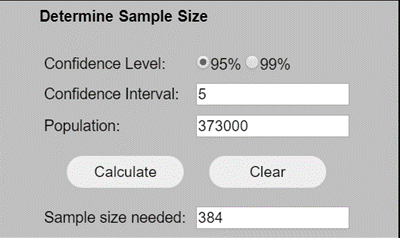 Determine Sample Size
Confidence Level: 95% 99%
Confidence Interval: 5
Population: 373000
Calculate Clear
Sample size needed: 384